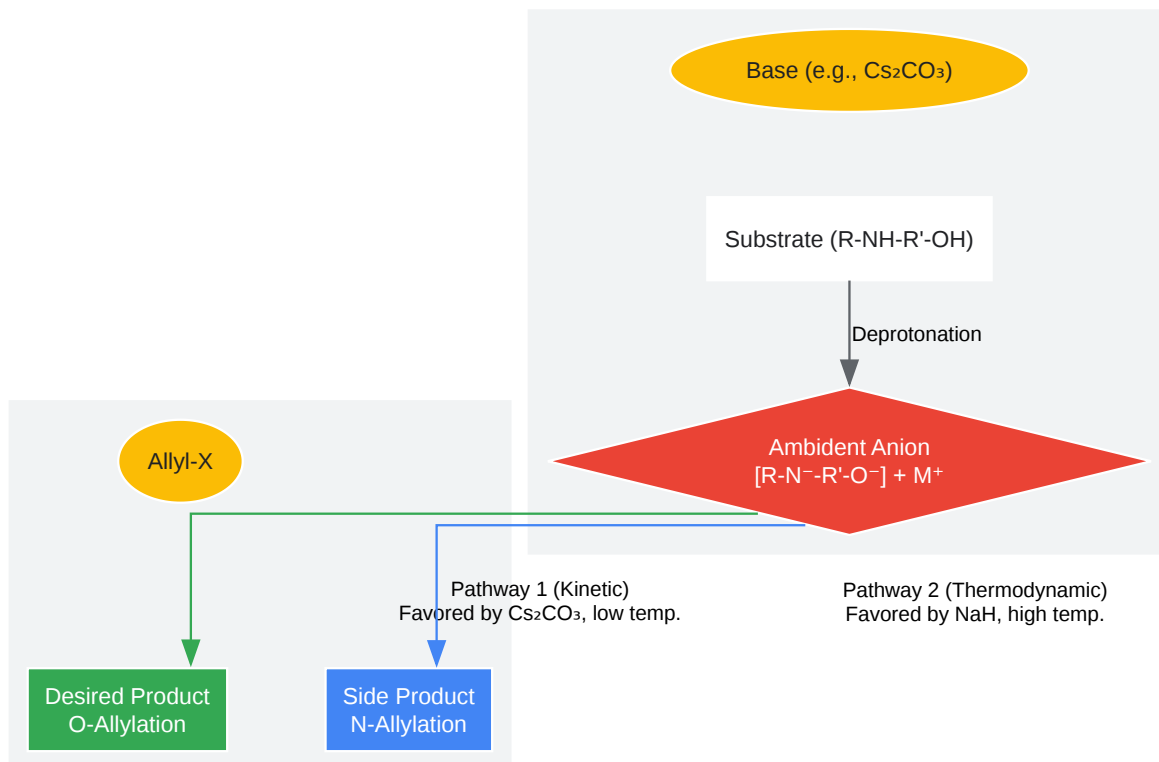 Base (e.g., Cs₂CO₃)
Substrate (R-NH-R'-OH)
Deprotonation
Ambident Anion
[R-N⁻-R'-O⁻] + M⁺
Allyl-X
Pathway 1 (Kinetic)
Favored by Cs₂CO₃, low temp.
Pathway 2 (Thermodynamic)
Favored by NaH, high temp.
Desired Product
O-Allylation
Side Product
N-Allylation